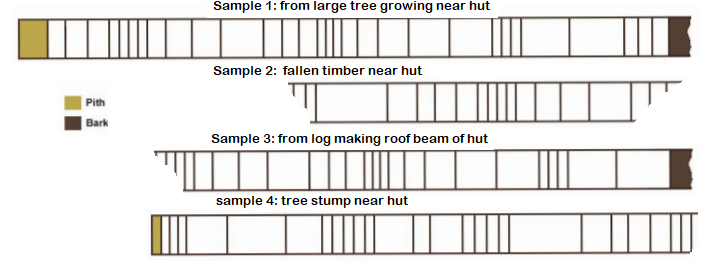 Sample 1: from large tree growing near hut
Sample 2: fallen timber near hut
Pith
Bark
Sample 3: from log making roof beam of hut
sample 4: tree stump near hut